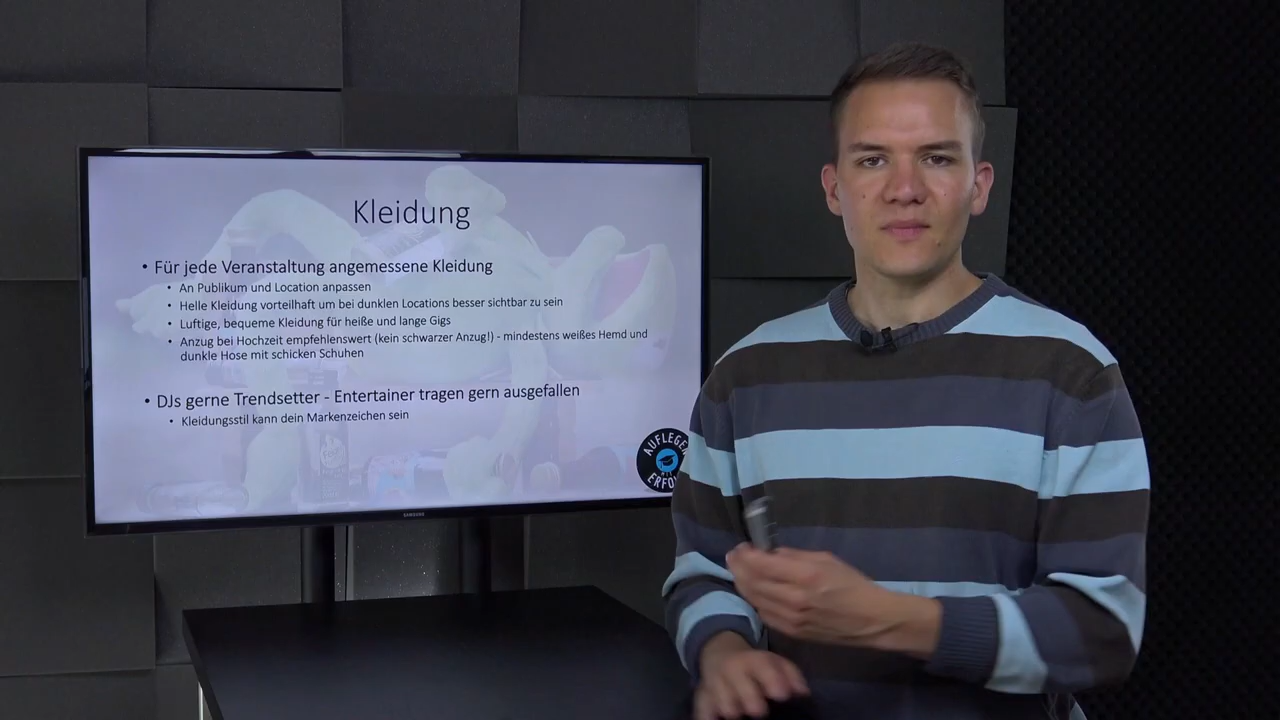 Kleidung
• Für jede Veranstaltung angemessene Kleidung
• An Publikum und Location anpassen
• Helle Kleidung vorteilhaft um bei dunklen Locations besser sichtbar zu sein
• Luftige, bequeme Kleidung für heiße und lange Gigs
• Anzug bei Hochzeit empfehlenswert (kein schwarzer Anzug!) - mindestens weißes Hemd und
dunkle Hose mit schicken Schuhen
• DJs gerne Trendsetter - Entertainer tragen gern ausgefallen
• Kleidungsstil kann dein Markenzeichen sein
AUFLEGE
ERFO
SAMSUNG